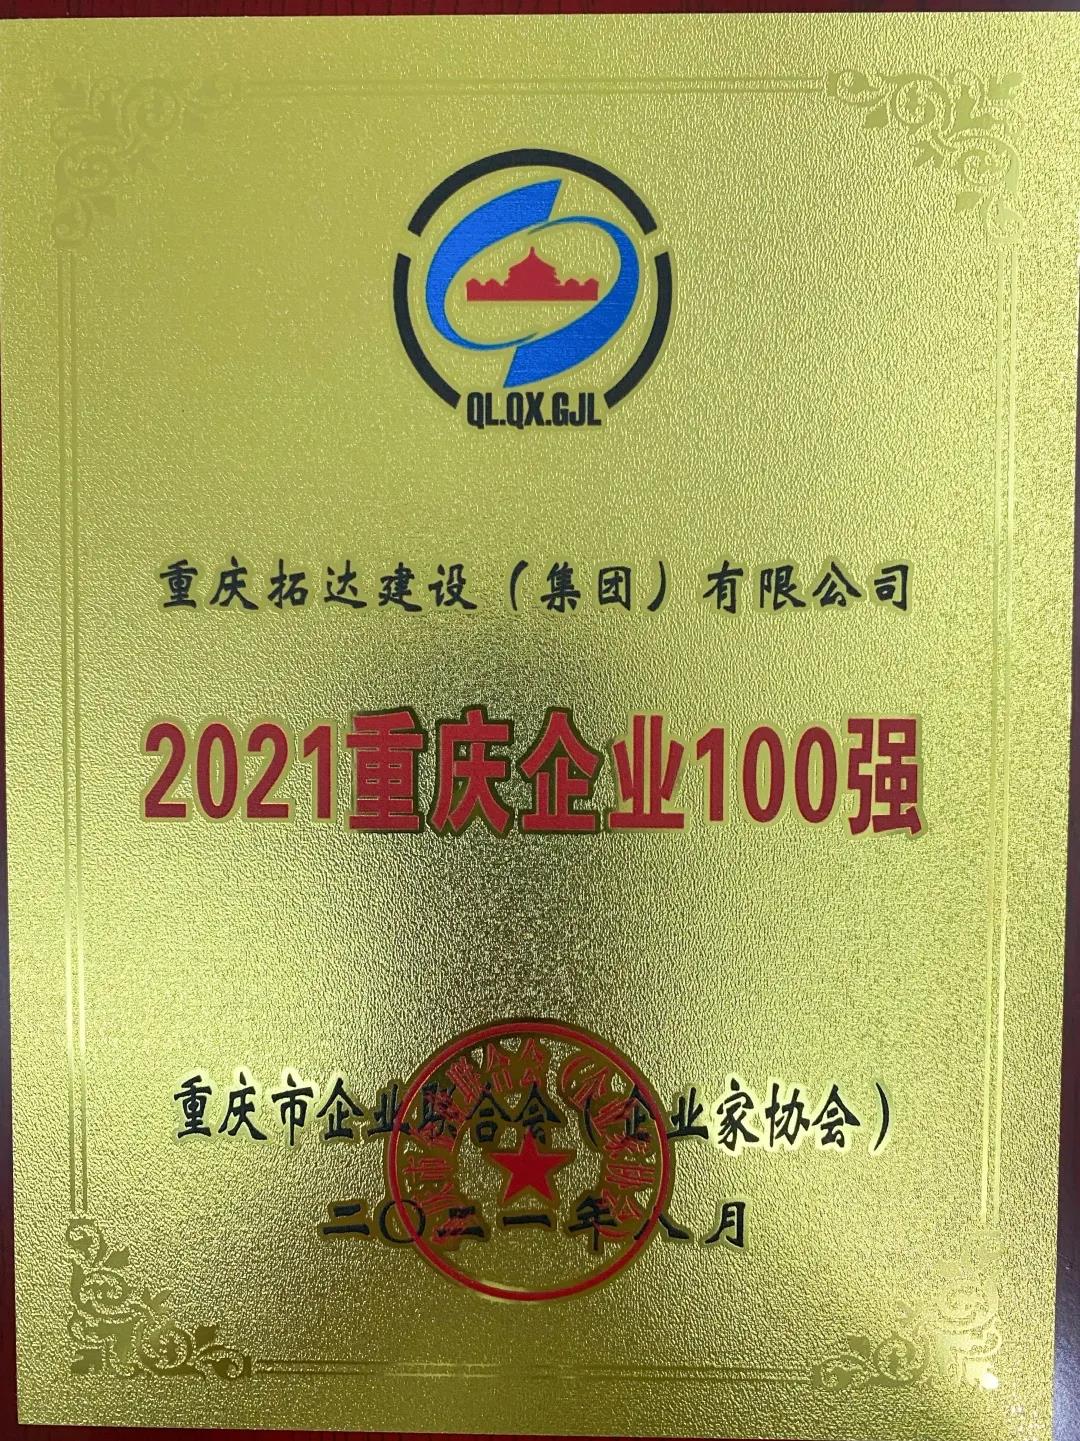 QL.QX.GJL
重庆拓达建设（集团）有限公司
2021重庆企业100强
重庆市企业联合会（企业家协会）
二〇二一年八月